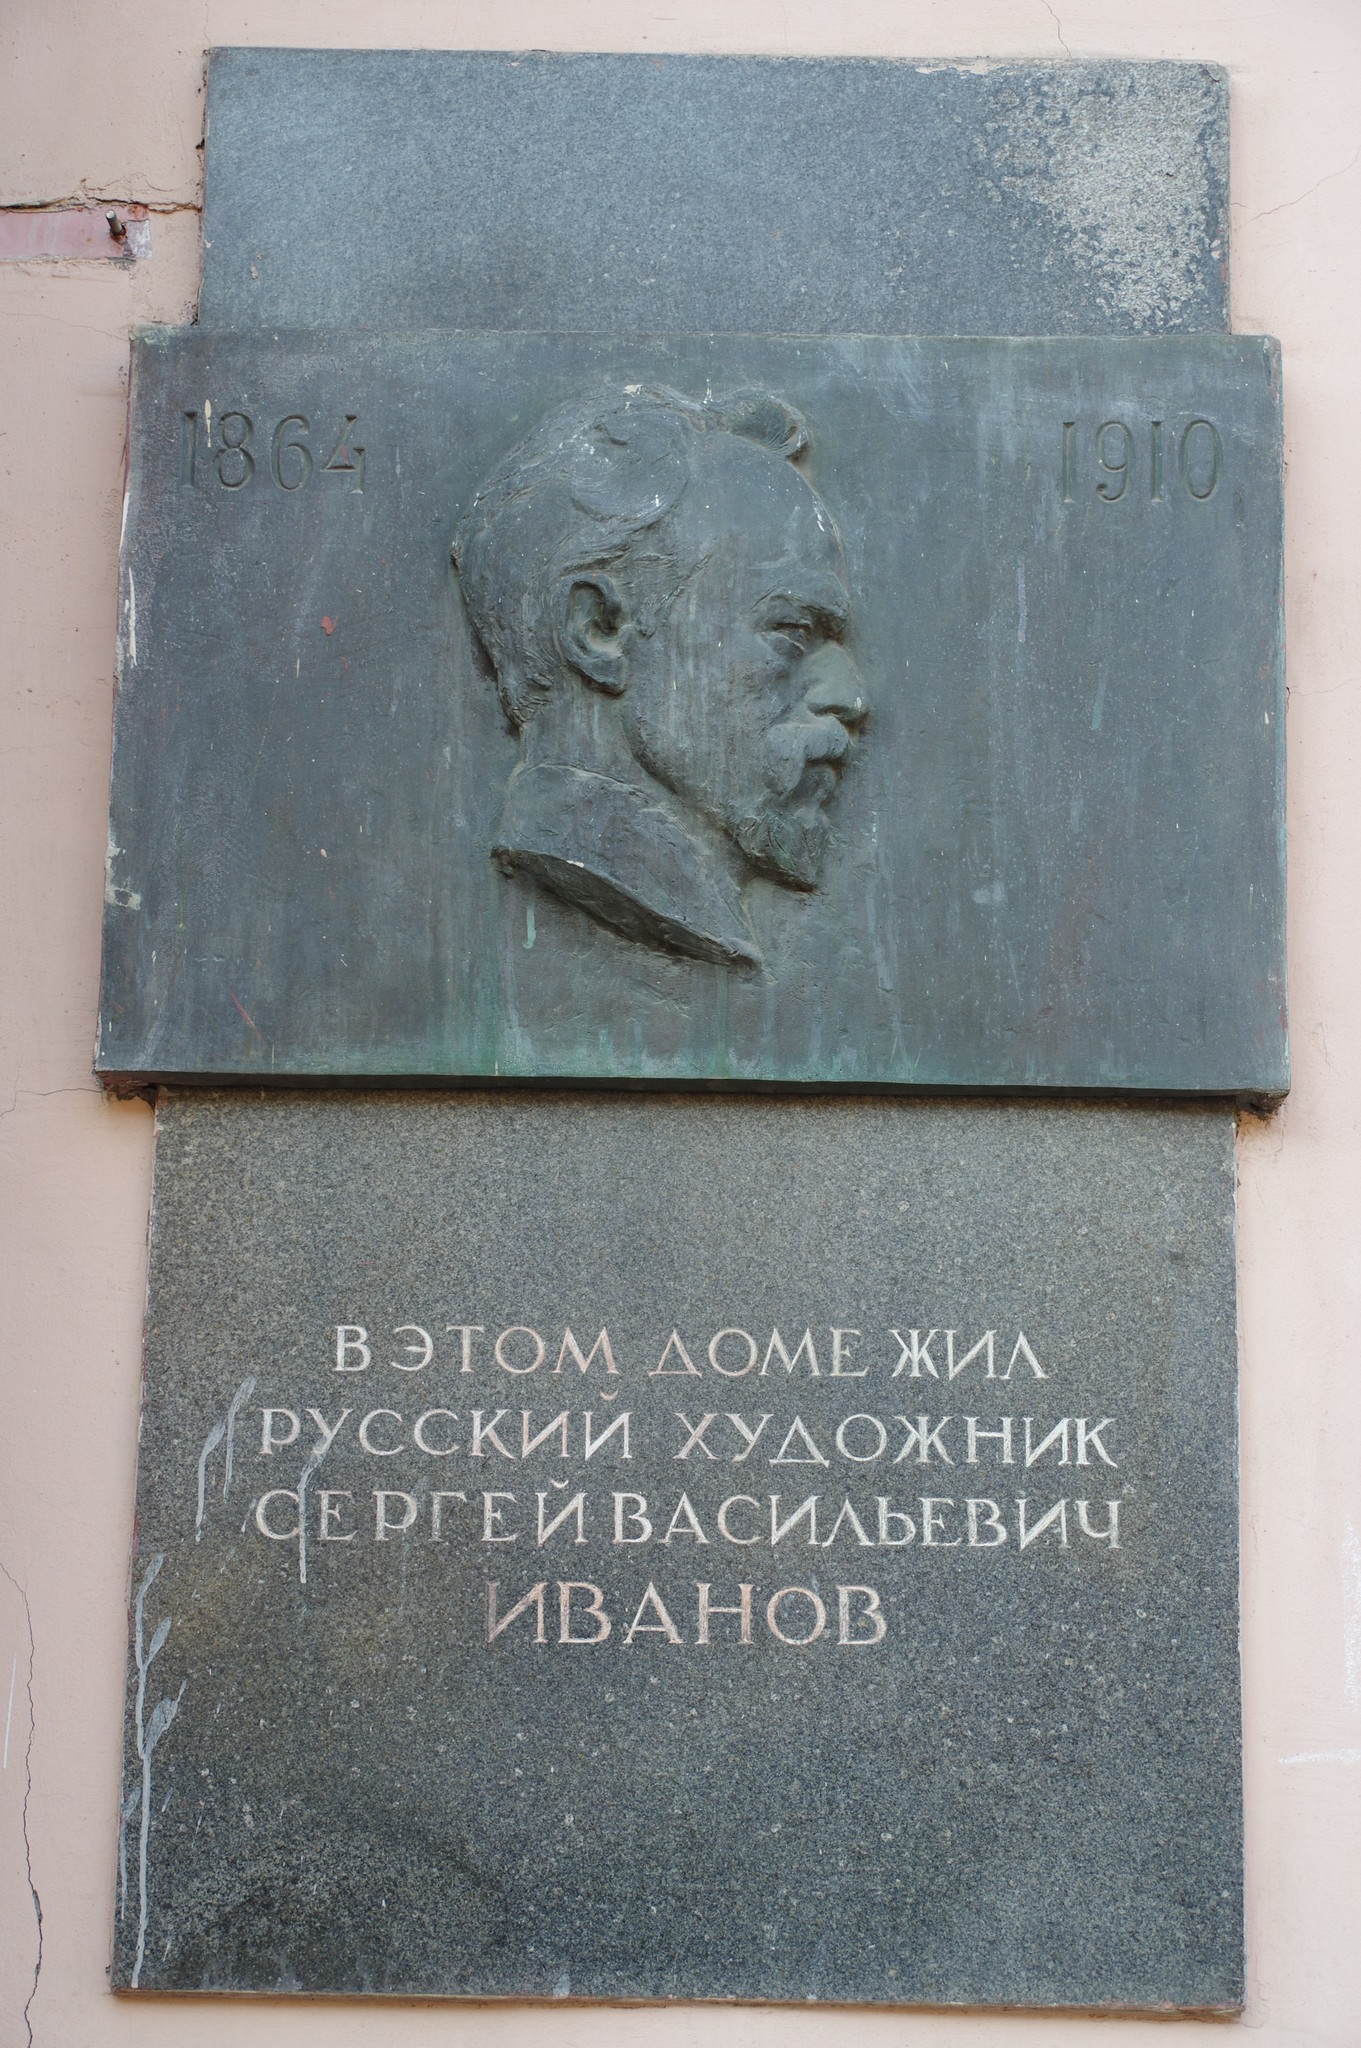 1864 1910
В ЭТОМ ДОМЕ ЖИЛ
РУССКИЙ ХУДОЖНИК
СЕРГЕЙ ВАСИЛЬЕВИЧ
ИВАНОВ